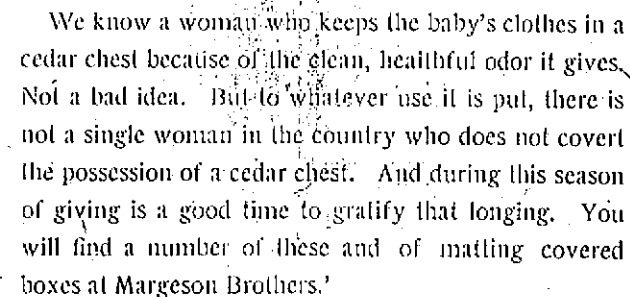 We know a woman who keeps the baby's clothes in a
cedar chest because of the clean, healthful odor it gives.
Not a bad idea. But to whatever use it is put, there is
not a single woman in the country who does not covert
the possession of a cedar chest. And during this season
of giving is a good time to gratify that longing. You
will find a number of these and of matting covered
boxes at Margeson Brothers.'